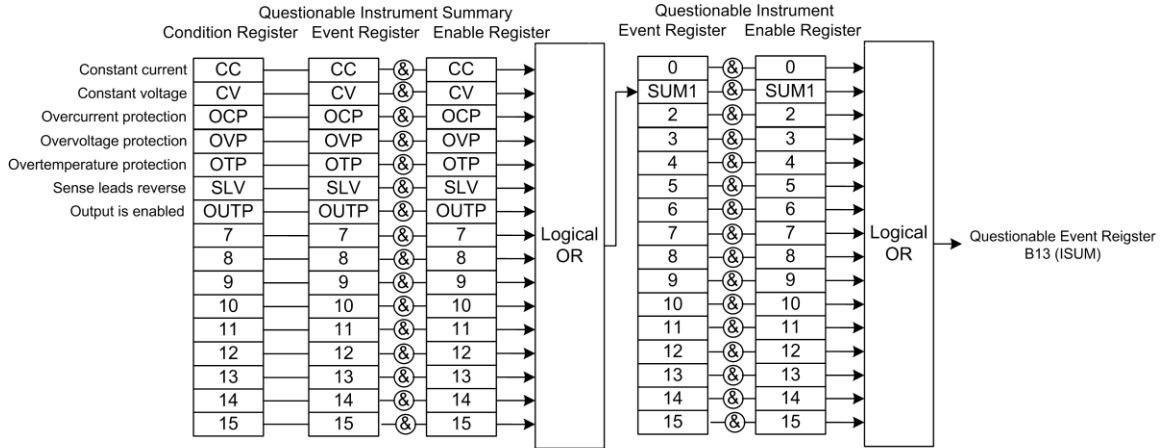 Questionable Instrument Summary
Condition Register Event Register Enable Register
Questionable Instrument
Event Register Enable Register
Constant current CC CC & CC 0 & 0
Constant voltage CV CV & CV SUM1 & SUM1
Overcurrent protection OCP OCP & OCP 2 & 2
Overvoltage protection OVP OVP & OVP 3 & 3
Overtemperature protection OTP OTP & OTP 4 & 4
Sense leads reverse SLV SLV & SLV 5 & 5
Output is enabled OUTP OUTP & OUTP 6 & 6
7 7 & 7 7 & 7
8 8 & 8 8 & 8
9 9 & 9 9 & 9
10 10 & 10 10 & 10
11 11 & 11 11 & 11
12 12 & 12 12 & 12
13 13 & 13 13 & 13
14 14 & 14 14 & 14
15 15 & 15 15 & 15
Logical
OR
Logical
OR
Questionable Event Reigster
B13 (ISUM)